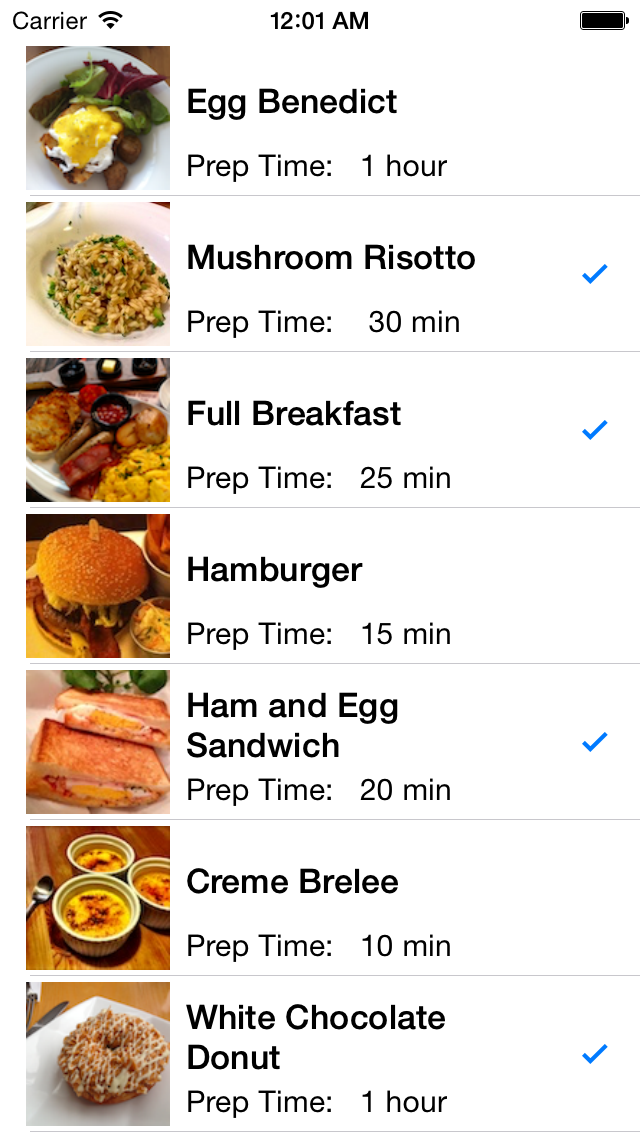 Carrier 12:01 AM
Egg Benedict
Prep Time: 1 hour
Mushroom Risotto
Prep Time: 30 min
Full Breakfast
Prep Time: 25 min
Hamburger
Prep Time: 15 min
Ham and Egg
Sandwich
Prep Time: 20 min
Creme Brelee
Prep Time: 10 min
White Chocolate
Donut
Prep Time: 1 hour